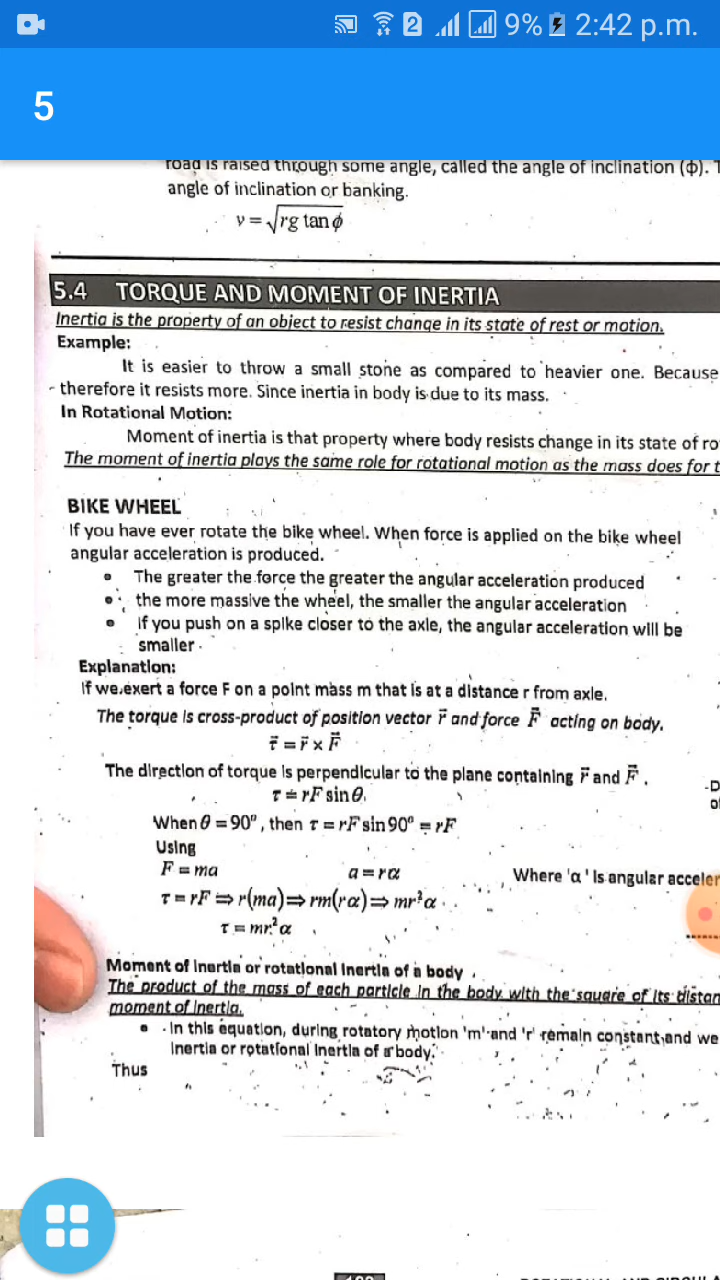 9% 2:42 p.m.
5
road is raised through some angle, called the angle of inclination (ϕ). T
angle of inclination or banking.
v = √rg tan ϕ
5.4 TORQUE AND MOMENT OF INERTIA
Inertia is the property of an object to resist change in its state of rest or motion.
Example:
It is easier to throw a small stone as compared to heavier one. Because
therefore it resists more. Since inertia in body is due to its mass.
In Rotational Motion:
Moment of inertia is that property where body resists change in its state of ro
The moment of inertia plays the same role for rotational motion as the mass does for t
BIKE WHEEL
If you have ever rotate the bike wheel. When force is applied on the bike wheel
angular acceleration is produced.
• The greater the force the greater the angular acceleration produced
• the more massive the wheel, the smaller the angular acceleration
• if you push on a spike closer to the axle, the angular acceleration will be
smaller
Explanation:
If we exert a force F on a point mass m that is at a distance r from axle.
The torque is cross-product of position vector r⃗ and force F⃗ acting on body.
τ⃗ = r⃗ × F⃗
The direction of torque is perpendicular to the plane containing r⃗ and F⃗.
τ = rF sin θ
When θ = 90°, then τ = rF sin 90° = rF
Using
F = ma a = rα Where 'α' is angular acceler
τ = rF ⇒ r(ma) ⇒ rm(rα) ⇒ mr²α
τ = mr²α
Moment of Inertia or rotational inertia of a body
The product of the mass of each particle in the body with the square of its distan
moment of inertia.
• In this equation, during rotatory motion 'm' and 'r' remain constant and we
inertia or rotational inertia of a body.
Thus